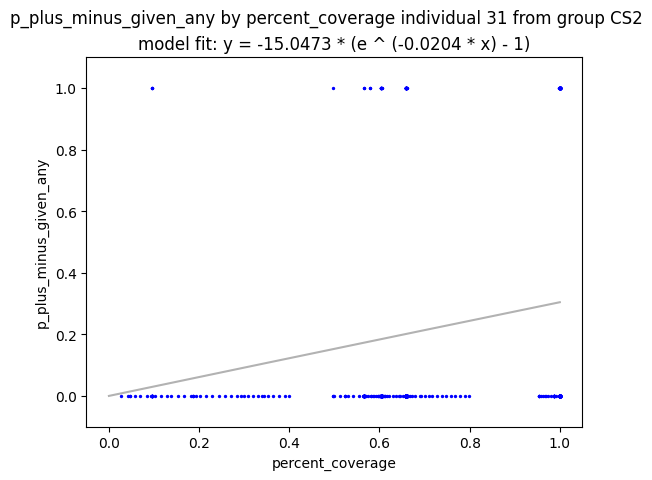 p_plus_minus_given_any by percent_coverage individual 31 from group CS2
model fit: y = -15.0473 * (e ^ (-0.0204 * x) - 1)
1.0
0.8
0.6
0.4
0.2
0.0
p_plus_minus_given_any
0.0 0.2 0.4 0.6 0.8 1.0
percent_coverage